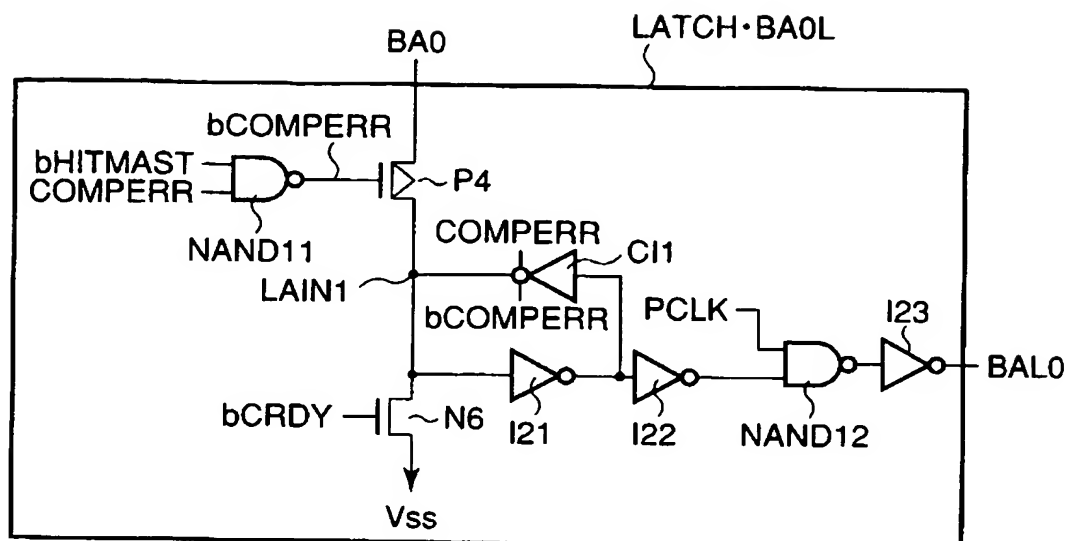 LATCH·BA0L
BA0
bCOMPERR
bHITMAST
COMPERR
P4
NAND11
COMPERR
CI1
LAIN1
bCOMPERR
PCLK
I23
BAL0
bCRDY
N6
I21
I22
NAND12
Vss